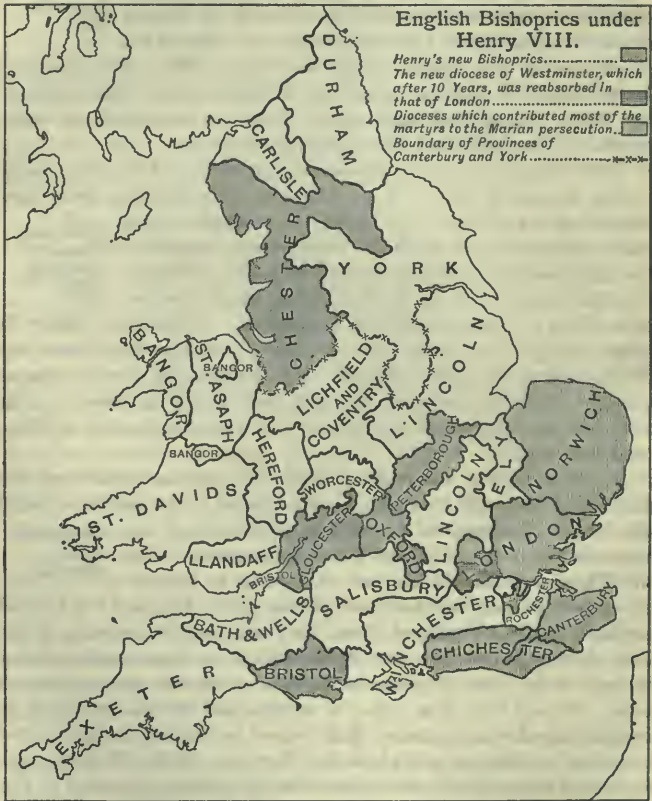 English Bishoprics under
Henry VIII.
Henry's new Bishoprics
The new diocese of Westminster, which
after 10 Years, was reabsorbed in
that of London
Dioceses which contributed most of the
martyrs to the Marian persecution
Boundary of Provinces of
Canterbury and York
DURHAM
CARLISLE
CHESTER
YORK
BANGOR
ST. ASAPH
BANGOR
LICHFIELD
AND
COVENTRY
LINCOLN
BANGOR
HEREFORD
WORCESTER
PETERBOROUGH
LINCOLN
ELY
NORWICH
ST. DAVIDS
LLANDAFF
GLOUCESTER
OXFORD
LONDON
BRISTOL
BATH & WELLS
SALISBURY
WINCHESTER
ROCHESTER
CANTERBURY
CHICHESTER
BRISTOL
EXETER